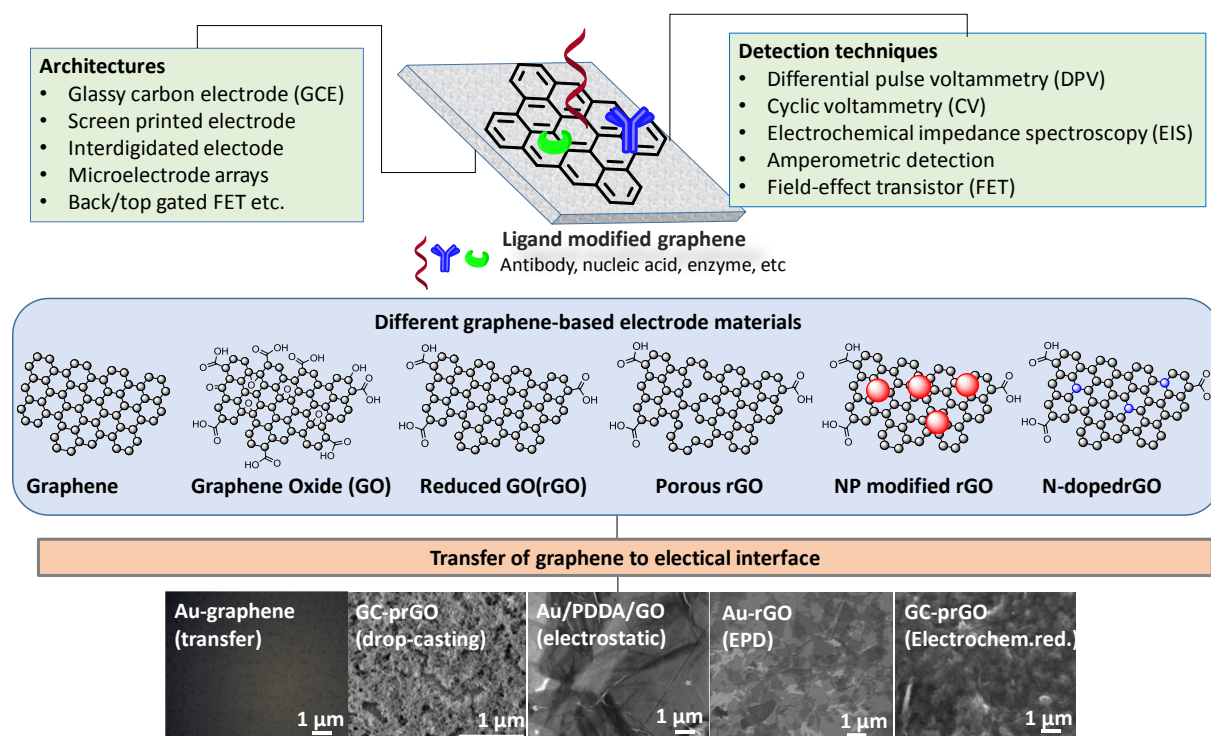 Architectures
• Glassy carbon electrode (GCE)
• Screen printed electrode
• Interdigidated electode
• Microelectrode arrays
• Back/top gated FET etc.
Detection techniques
• Differential pulse voltammetry (DPV)
• Cyclic voltammetry (CV)
• Electrochemical impedance spectroscopy (EIS)
• Amperometric detection
• Field-effect transistor (FET)
Ligand modified graphene
Antibody, nucleic acid, enzyme, etc
Different graphene-based electrode materials
Graphene
Graphene Oxide (GO)
Reduced GO(rGO)
Porous rGO
NP modified rGO
N-dopedrGO
Transfer of graphene to electical interface
Au-graphene
(transfer)
1 µm
GC-prGO
(drop-casting)
1 µm
Au/PDDA/GO
(electrostatic)
1 µm
Au-rGO
(EPD)
1 µm
GC-prGO
(Electrochem.red.)
1 µm